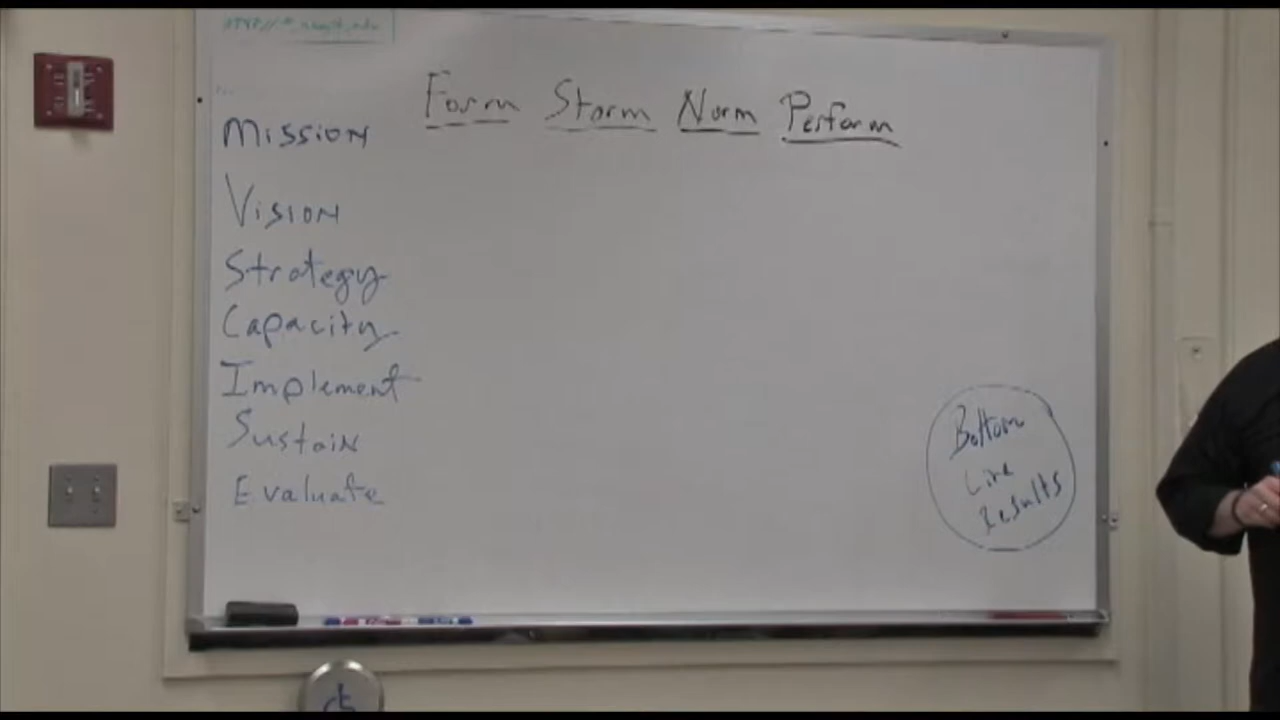 Form Storm Norm Perform
Mission
Vision
Strategy
Capacity
Implement
Sustain
Evaluate
Bottom
Line
Results